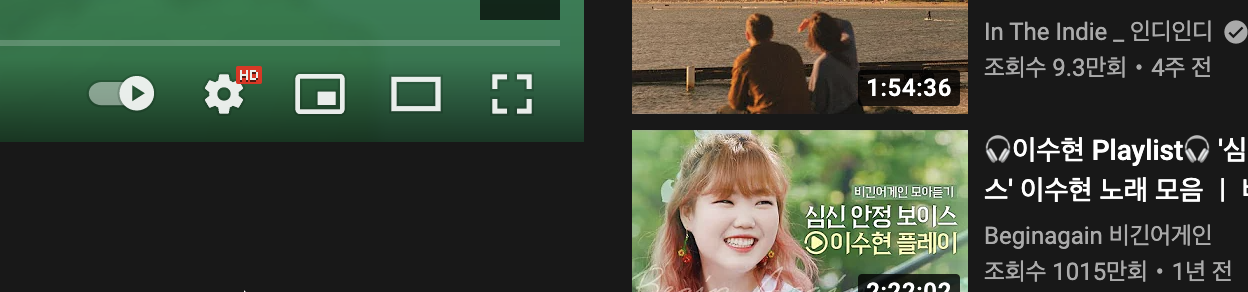 HD
1:54:36
In The Indie _ 인디인디
조회수 9.3만회 • 4주 전
비긴어게인 모아듣기
심신 안정 보이스
이수현 플레이
2:22:02
🎧이수현 Playlist🎧 '심
스' 이수현 노래 모음 ㅣ
Beginagain 비긴어게인
조회수 1015만회 • 1년 전